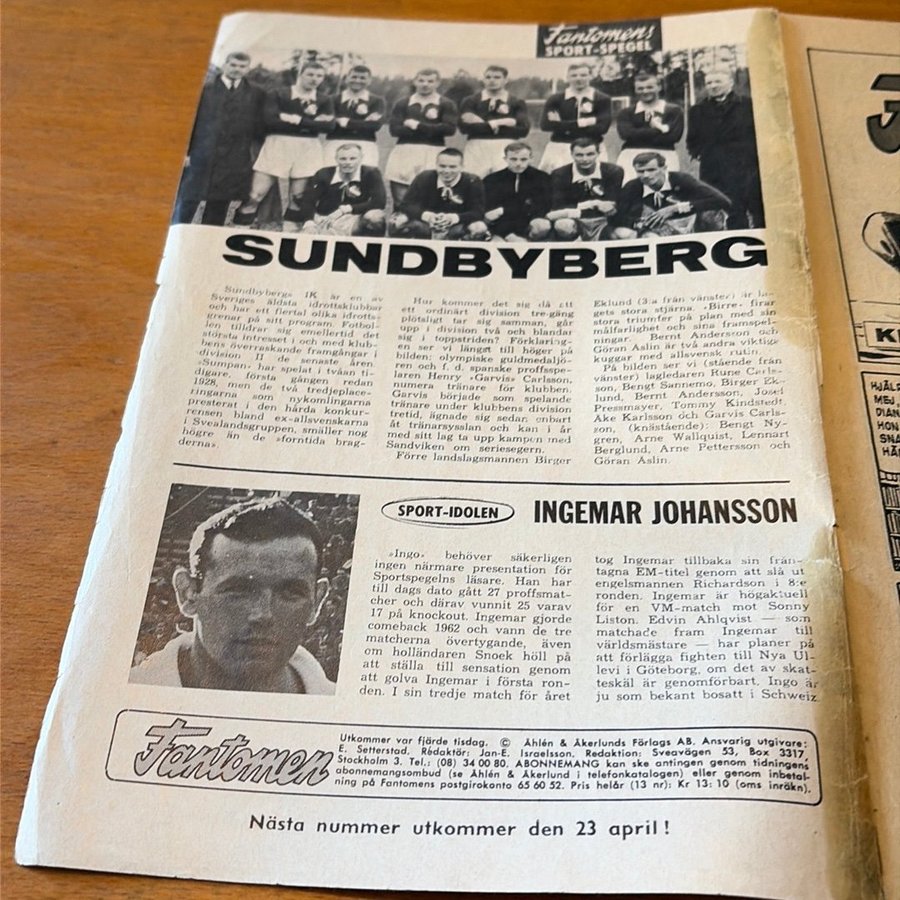 Fantomens
SPORT-SPEGEL
SUNDBYBERG
Sundbybergs IK är en av
Sveriges äldsta idrottsklubbar
och har ett flertal olika idrotts-
grenar på sitt program. Fotbol-
len tilldrar sig emellertid det
största intresset i och med klub-
bens överraskande framgångar i
division II de senaste åren.
»Sumpan» har spelat i tvåan ti-
digare, första gången redan
1928, men de två tredjeplace-
ringarna som nykomlingarna
presterat i den hårda konkur-
rensen bland ex-allsvenskarna
i Svealandsgruppen, smäller nog
högre än de »forntida brag-
derna».
Hur kommer det sig då att
ett ordinärt division tre-gäng
plötsligt tar sig samman, går
upp i division två och blandar
sig i toppstriden? Förklaring-
en ser vi längst till höger på
bilden: olympiske guldmedaljö-
ren och f. d. spanske proffsspe-
laren Henry »Garvis» Carlsson,
numera tränare för klubben.
Garvis började som spelande
tränare under klubbens division
tretid, ägnade sig sedan enbart
åt tränarsysslan och kan i år
med sitt lag ta upp kampen med
Sandviken om seriesegern.
Förre landslagsmannen Birger
Eklund (3:a från vänster) är la-
gets stora stjärna. »Birre» firar
stora triumfer på plan med sin
målfarlighet och sina framspel-
ningar. Bernt Andersson och
Göran Aslin är två andra viktiga
kuggar med allsvensk rutin.
På bilden ser vi (stående från
vänster) lagledaren Rune Carls-
son, Bengt Sannemo, Birger Ek-
lund, Bernt Andersson, Josef
Pressmayer, Tommy Kindstedt,
Åke Karlsson och Garvis Carls-
son, (knästående): Bengt Ny-
gren, Arne Wallquist, Lennart
Berglund, Arne Pettersson och
Göran Aslin.
SPORT-IDOLEN
INGEMAR JOHANSSON
»Ingo» behöver säkerligen
ingen närmare presentation för
Sportspegelns läsare. Han har
till dags dato gått 27 proffsmat-
cher och därav vunnit 25 varav
17 på knockout. Ingemar gjorde
comeback 1962 och vann de tre
matcherna övertygande, även
om holländaren Snoek höll på
att ställa till sensation genom
att golva Ingemar i första ron-
den. I sin tredje match för året
tog Ingemar tillbaka sin från-
tagna EM-titel genom att slå ut
engelsmannen Richardson i 8:e
ronden. Ingemar är högaktuell
för en VM-match mot Sonny
Liston. Edvin Ahlqvist — som
matchade fram Ingemar till
världsmästare — har planer på
att förlägga fighten till Nya Ul-
levi i Göteborg, om det av skat-
teskäl är genomförbart. Ingo är
ju som bekant bosatt i Schweiz
Fantomen
Utkommer var fjärde tisdag. © Åhlén & Åkerlunds Förlags AB. Ansvarig utgivare:
E. Setterstad, Redaktör: Jan-E. Israelsson. Redaktion: Sveavägen 53, Box 3317,
Stockholm 3. Tel.: (08) 34 00 80. ABONNEMANG kan ske antingen genom tidningens
abonnemangsombud (se Åhlén & Åkerlund i telefonkatalogen) eller genom inbetal-
ning på Fantomens postgirokonto 65 60 52. Pris helår (13 nr): Kr 13: 10 (oms inräkn).
Nästa nummer utkommer den 23 april!
HJÄLP
MEJ,
DIAN
HON
SNA